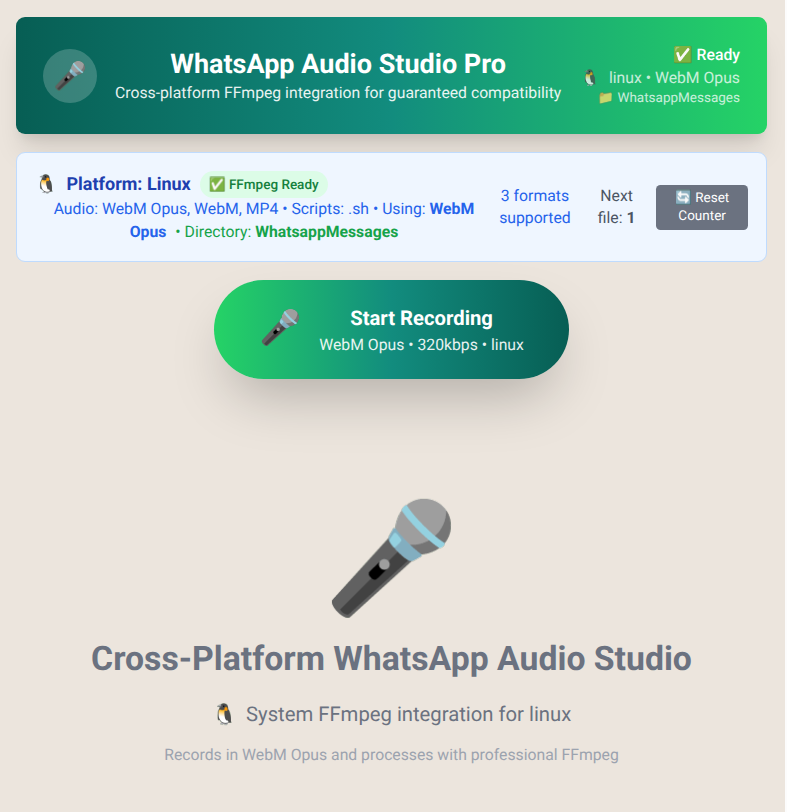 WhatsApp Audio Studio Pro
Cross-platform FFmpeg integration for guaranteed compatibility
✅ Ready
🐧 linux • WebM Opus
📁 WhatsappMessages
🐧 Platform: Linux ✅ FFmpeg Ready
Audio: WebM Opus, WebM, MP4 • Scripts: .sh • Using: WebM
Opus • Directory: WhatsappMessages
3 formats
supported
Next
file: 1
🔄 Reset
Counter
Start Recording
WebM Opus • 320kbps • linux
Cross-Platform WhatsApp Audio Studio
🐧 System FFmpeg integration for linux
Records in WebM Opus and processes with professional FFmpeg